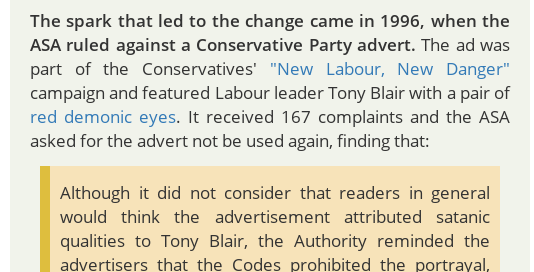 The spark that led to the change came in 1996, when the
ASA ruled against a Conservative Party advert. The ad was
part of the Conservatives' "New Labour, New Danger"
campaign and featured Labour leader Tony Blair with a pair of
red demonic eyes. It received 167 complaints and the ASA
asked for the advert not be used again, finding that:
Although it did not consider that readers in general
would think the advertisement attributed satanic
qualities to Tony Blair, the Authority reminded the
advertisers that the Codes prohibited the portrayal,